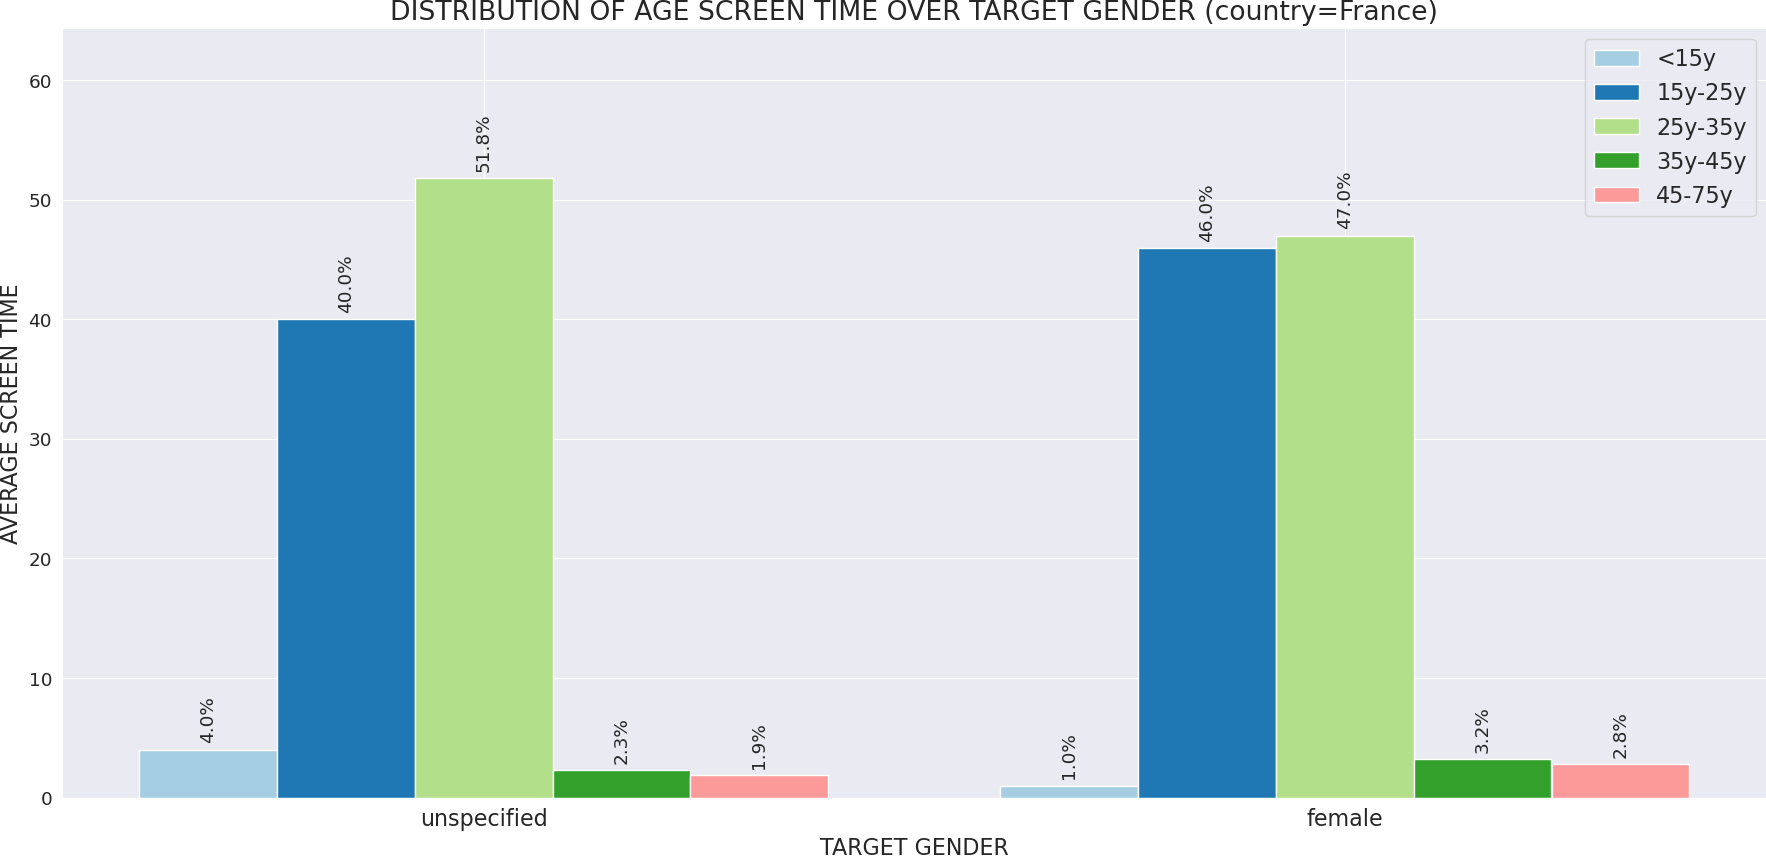 DISTRIBUTION OF AGE SCREEN TIME OVER TARGET GENDER (country=France)
<15y
15y-25y
25y-35y
35y-45y
45-75y
AVERAGE SCREEN TIME
60
50
40
30
20
10
0
4.0%
40.0%
51.8%
2.3%
1.9%
1.0%
46.0%
47.0%
3.2%
2.8%
unspecified
female
TARGET GENDER